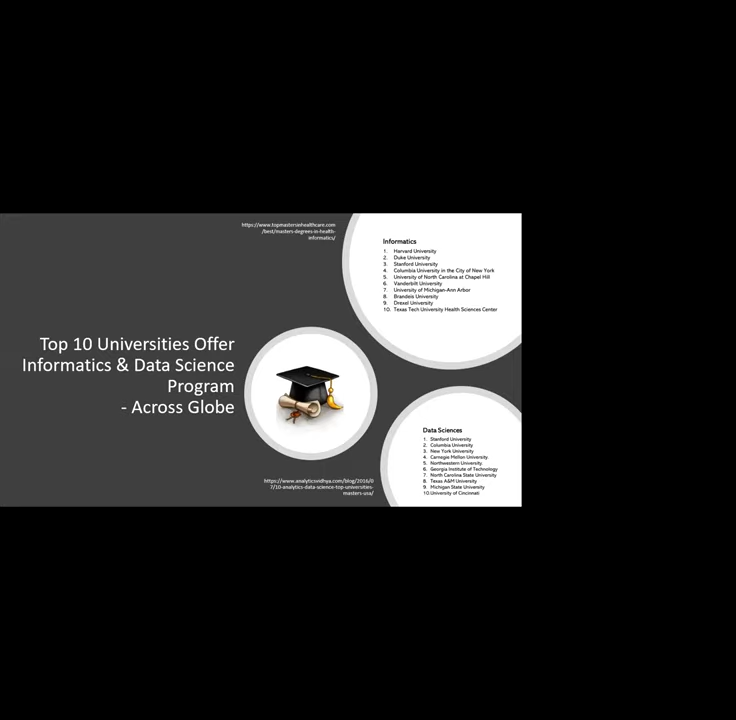 https://www.topmastersinhealthcare.com
/best/masters-degrees-in-health-
informatics/
Informatics
1. Harvard University
2. Duke University
3. Stanford University
4. Columbia University in the City of New York
5. University of North Carolina at Chapel Hill
6. Vanderbilt University
7. University of Michigan-Ann Arbor
8. Brandeis University
9. Drexel University
10. Texas Tech University Health Sciences Center
Top 10 Universities Offer
Informatics & Data Science
Program
- Across Globe
Data Sciences
1. Stanford University
2. Columbia University
3. New York University
4. Carnegie Mellon University
5. Northwestern University
6. Georgia Institute of Technology
7. North Carolina State University
8. Texas A&M University
9. Michigan State University
10. University of Cincinnati
https://www.analyticsvidhya.com/blog/2016/0
7/10-analytics-data-science-top-universities-
masters-usa/